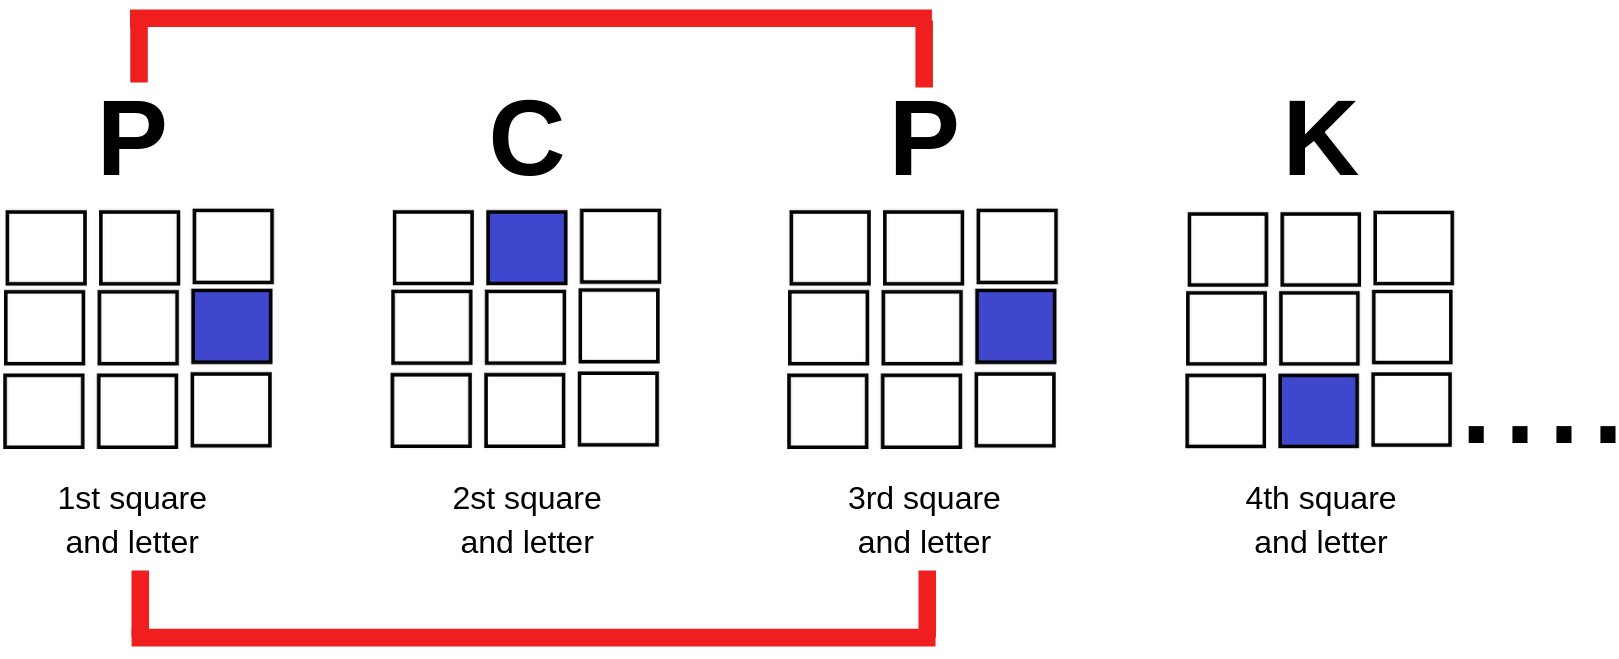 P C P K
1st square 2st square 3rd square 4th square
and letter and letter and letter and letter